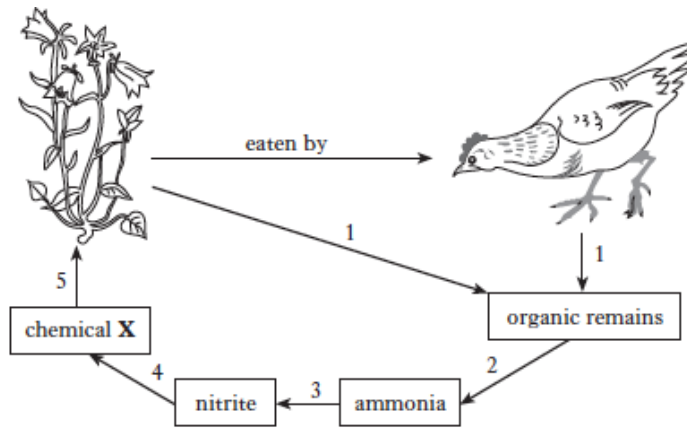 eaten by
1
1
5
organic remains
chemical X
2
4
3
nitrite
ammonia